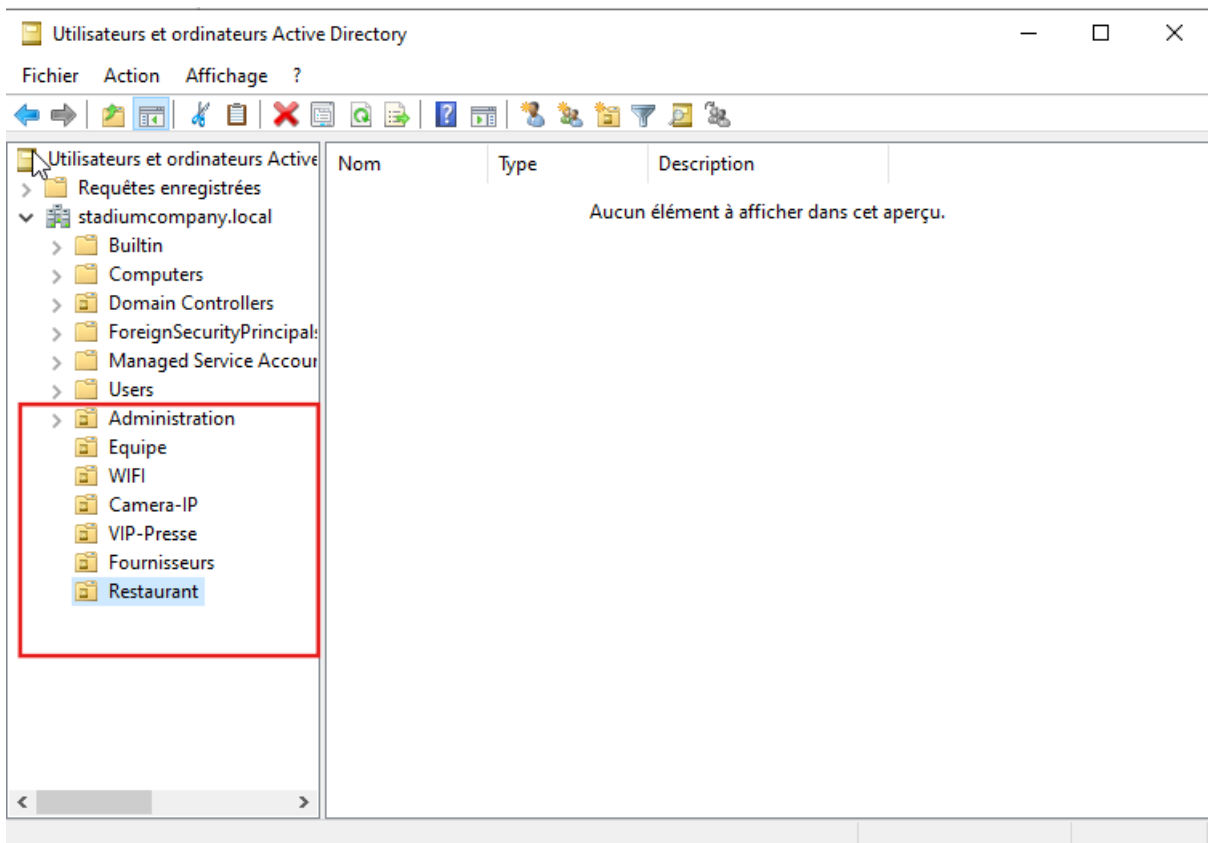 Utilisateurs et ordinateurs Active Directory
Fichier Action Affichage ?
Utilisateurs et ordinateurs Active
Nom Type Description
Requêtes enregistrées
Aucun élément à afficher dans cet aperçu.
stadiumcompany.local
Builtin
Computers
Domain Controllers
ForeignSecurityPrincipals
Managed Service Accour
Users
Administration
Equipe
WIFI
Camera-IP
VIP-Presse
Fournisseurs
Restaurant